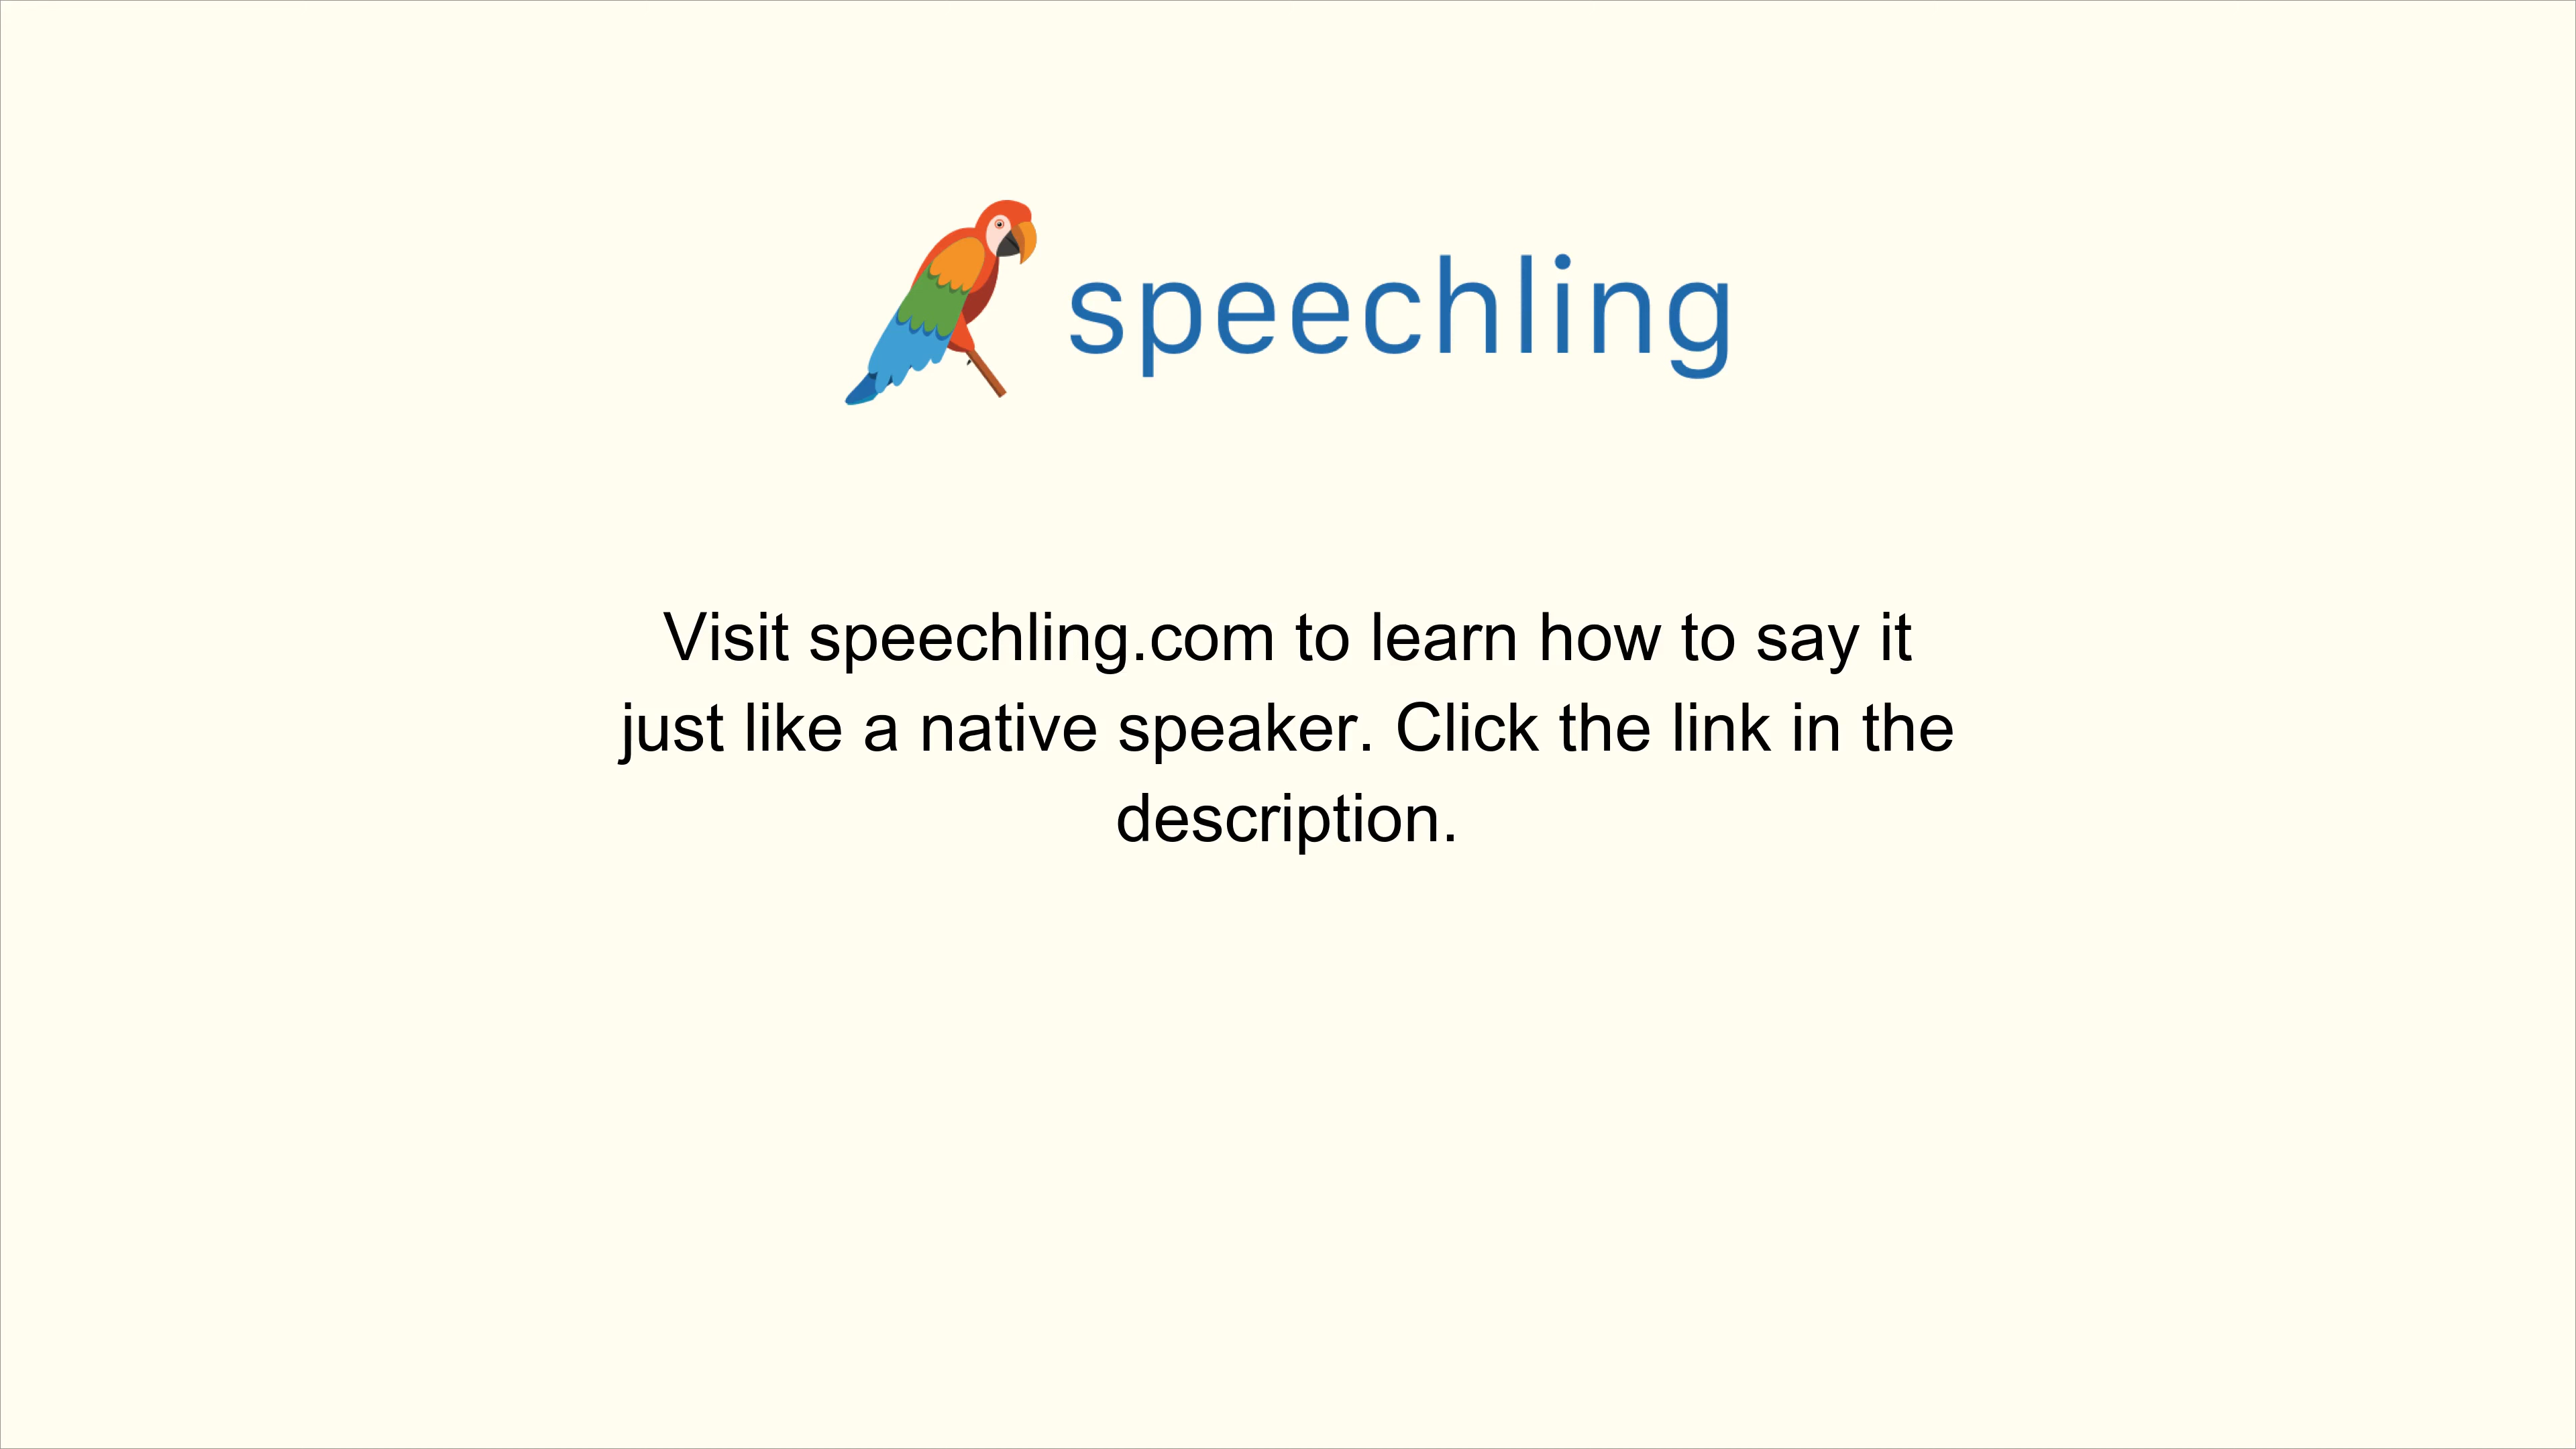 speechling
Visit speechling.com to learn how to say it
just like a native speaker. Click the link in the
description.